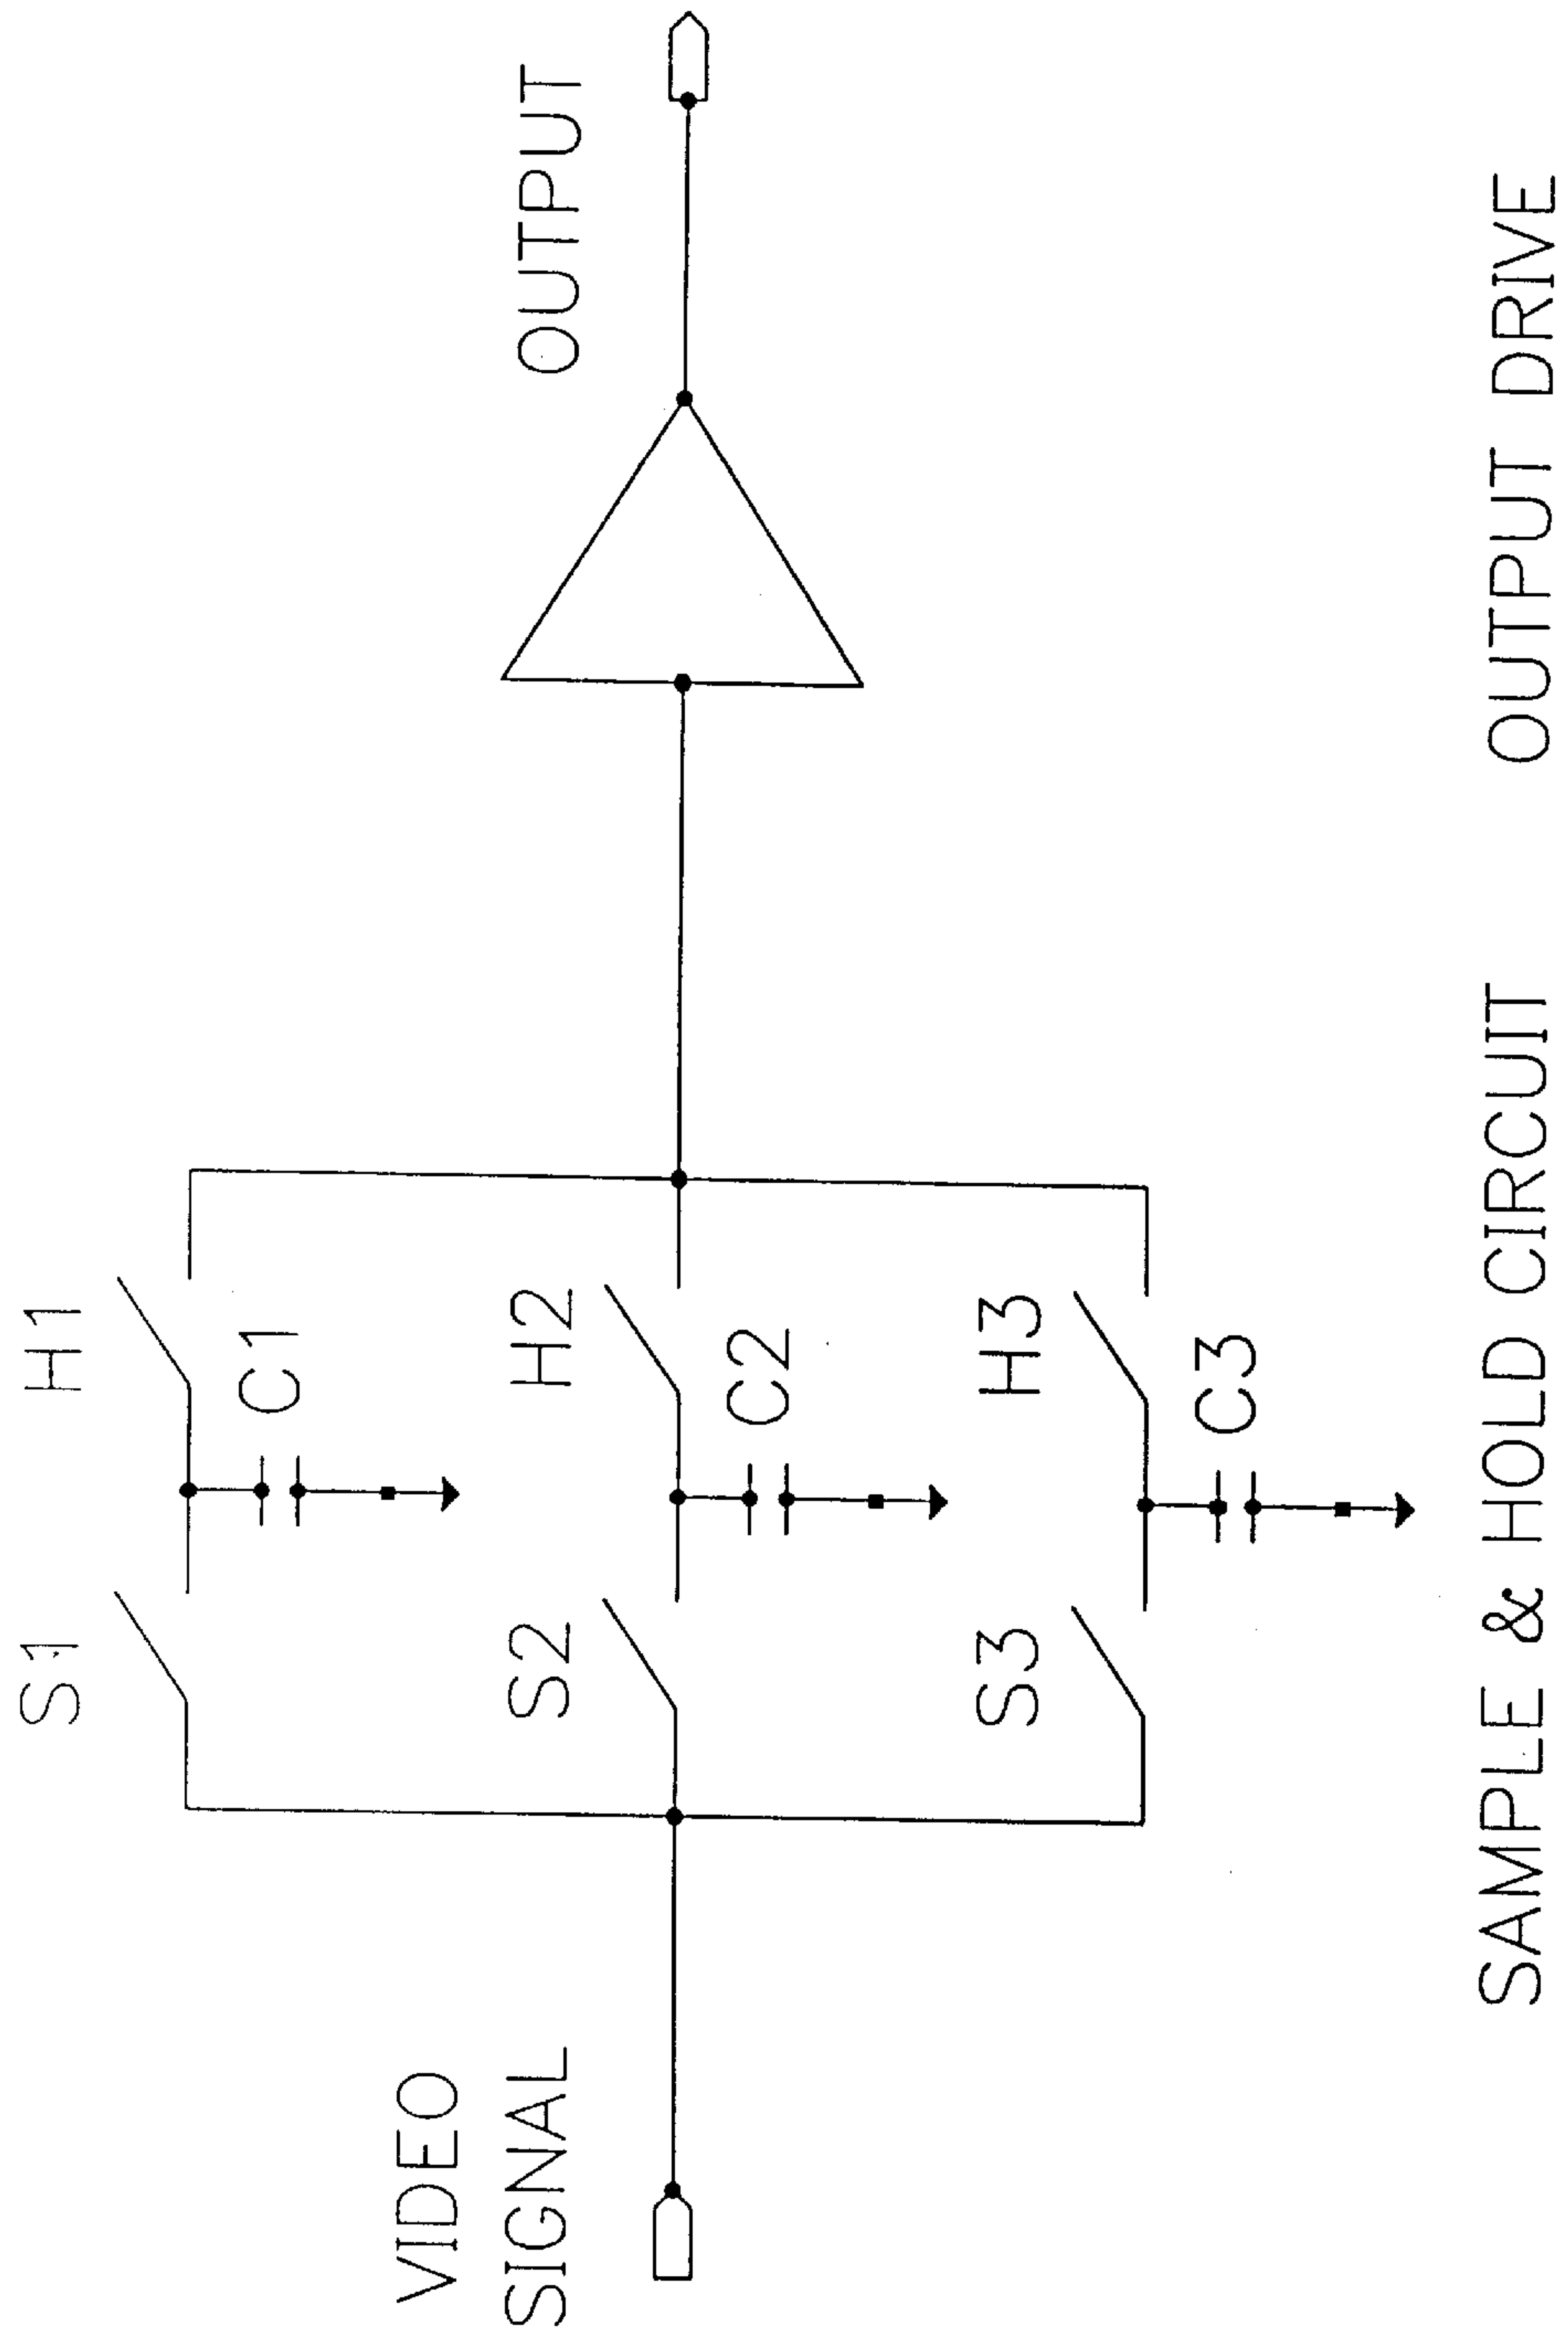 S1
H1
C1
VIDEO
SIGNAL
S2
H2
C2
OUTPUT
S3
H3
C3
SAMPLE & HOLD CIRCUIT
OUTPUT DRIVE